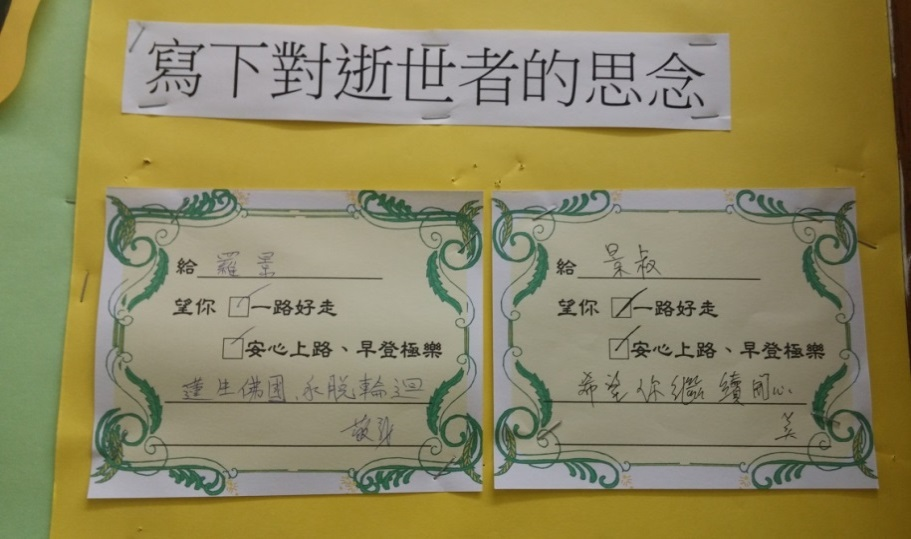 寫下對逝世者的思念
給 羅景
望你 ☑一路好走
☑安心上路、早登極樂
蓮生佛國、永脫輪迴
給 景叔
望你 ☑一路好走
☑安心上路、早登極樂
希望你繼續開心